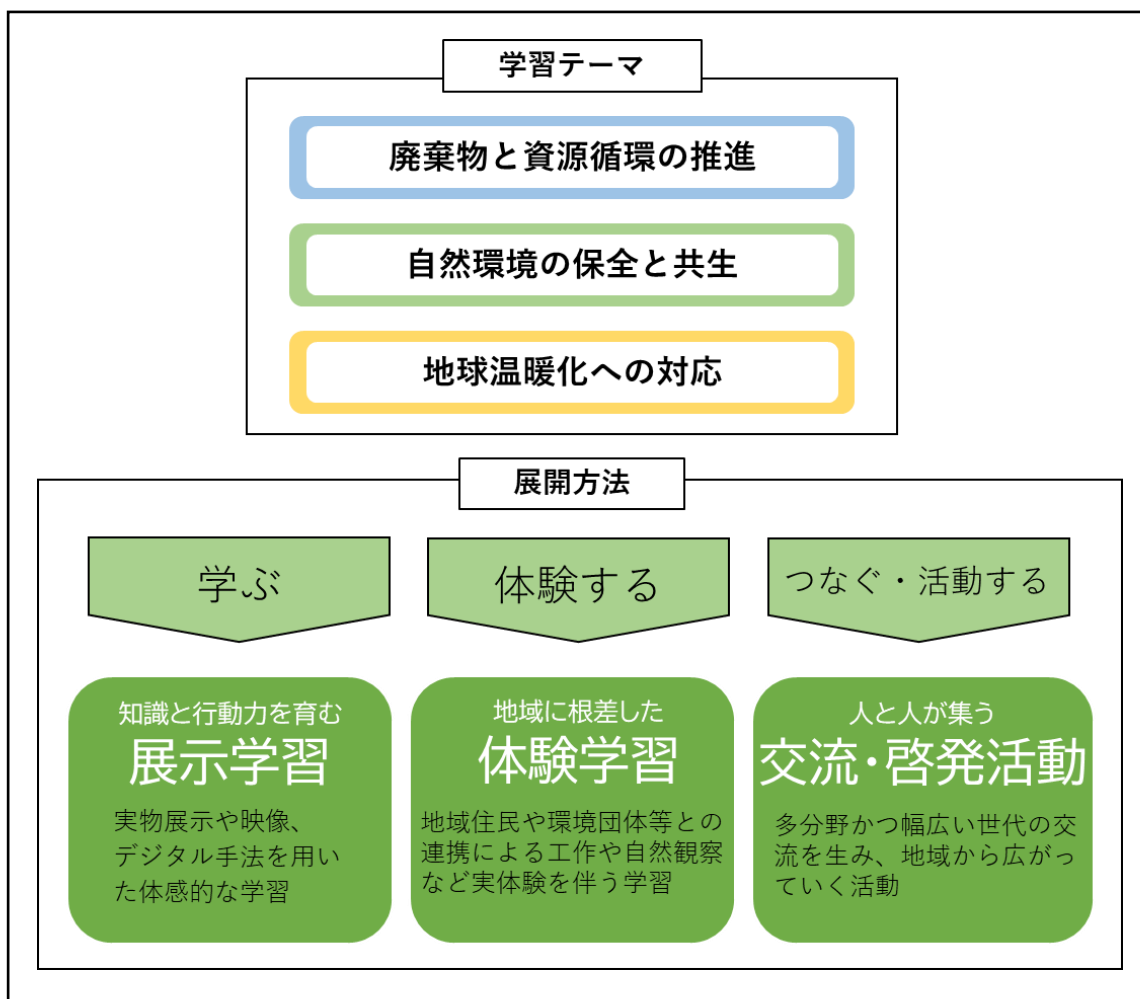 学習テーマ
廃棄物と資源循環の推進
自然環境の保全と共生
地球温暖化への対応
展開方法
学ぶ
体験する
つなぐ・活動する
知識と行動力を育む
展示学習
実物展示や映像、
デジタル手法を用い
た体感的な学習
地域に根差した
体験学習
地域住民や環境団体等との
連携による工作や自然観察
など実体験を伴う学習
人と人が集う
交流・啓発活動
多分野かつ幅広い世代の交
流を生み、地域から広がっ
ていく活動